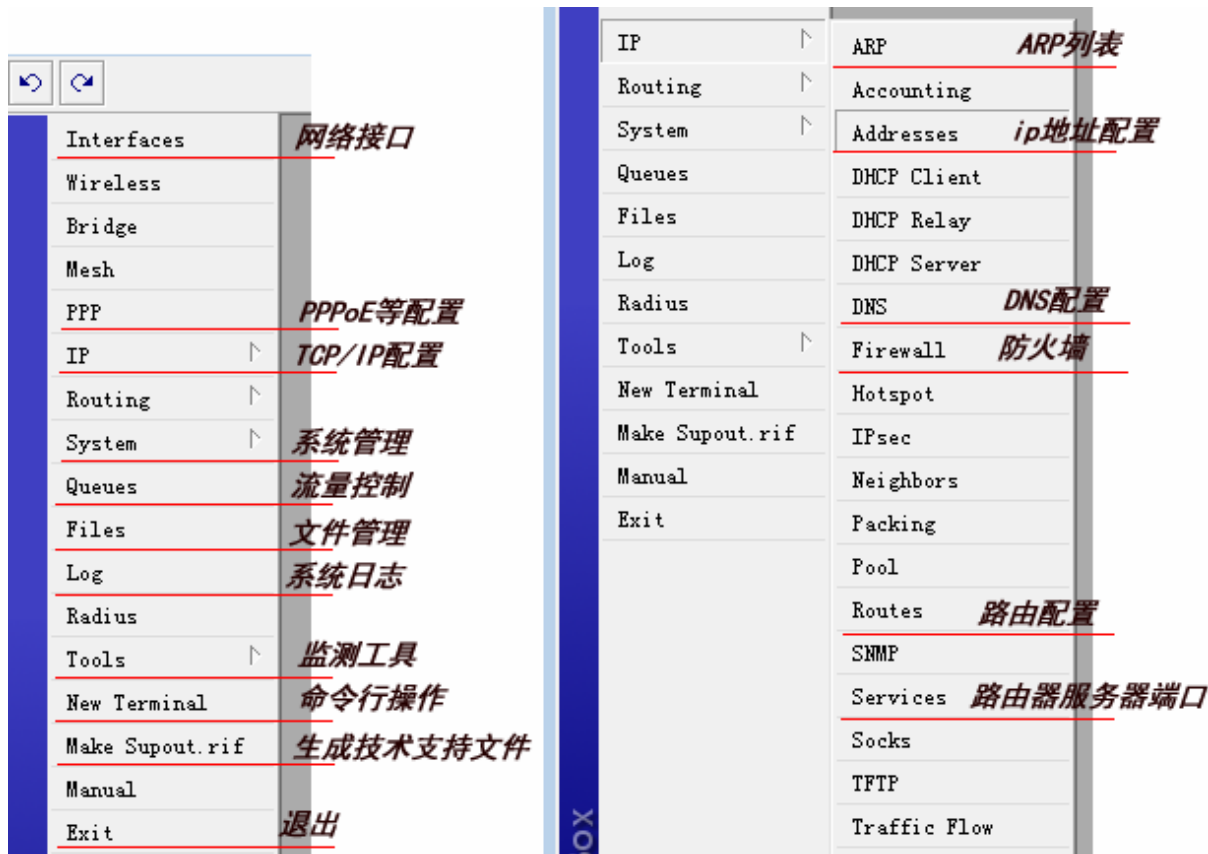 Interfaces 网络接口
Wireless
Bridge
Mesh
PPP PPPoE等配置
IP TCP/IP配置
Routing
System 系统管理
Queues 流量控制
Files 文件管理
Log 系统日志
Radius
Tools 监测工具
New Terminal 命令行操作
Make Supout.rif 生成技术支持文件
Manual
Exit 退出
IP
Routing
System
Queues
Files
Log
Radius
Tools
New Terminal
Make Supout.rif
Manual
Exit
ARP ARP列表
Accounting
Addresses ip地址配置
DHCP Client
DHCP Relay
DHCP Server
DNS DNS配置
Firewall 防火墙
Hotspot
IPsec
Neighbors
Packing
Pool
Routes 路由配置
SNMP
Services 路由器服务器端口
Socks
TFTP
Traffic Flow